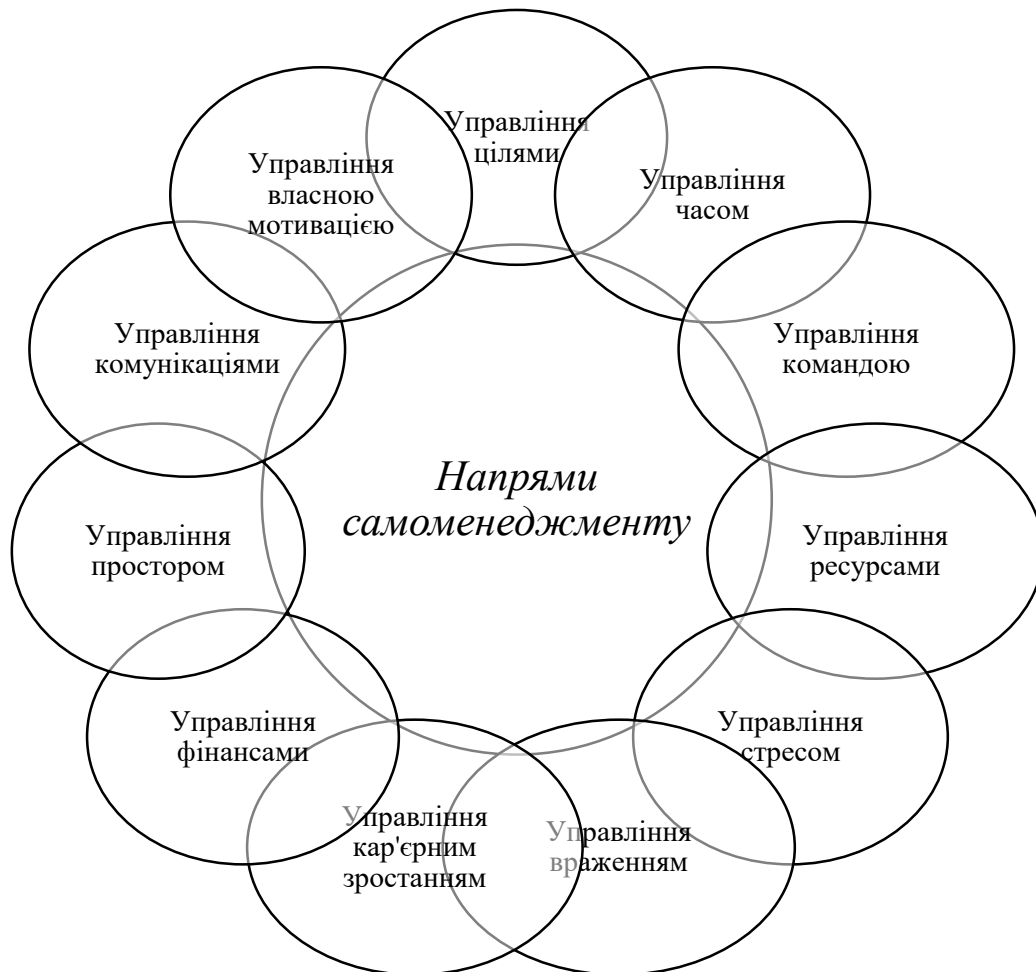 Управління
цілями
Управління
часом
Управління
командою
Управління
ресурсами
Управління
стресом
Управління
враженням
Управління
кар'єрним
зростанням
Управління
фінансами
Управління
простором
Управління
комунікаціями
Управління
власною
мотивацією
Напрями
самоменеджменту